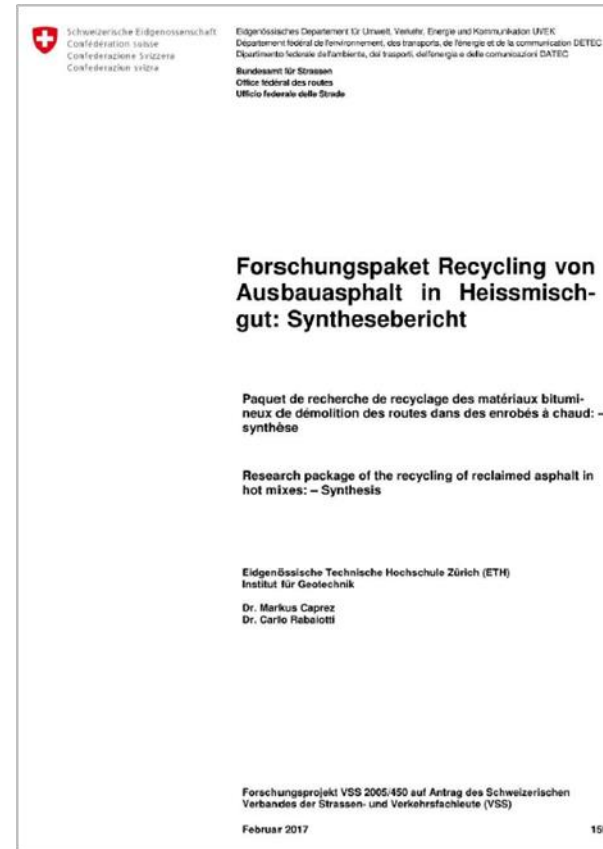 Schweizerische Eidgenossenschaft
Confédération suisse
Confederazione Svizzera
Confederaziun svizra
Eidgenössisches Departement für Umwelt, Verkehr, Energie und Kommunikation UVEK
Département fédéral de l'environnement, des transports, de l'énergie et de la communication DETEC
Dipartimento federale dell'ambiente, dei trasporti, dell'energia e delle comunicazioni DATEC
Bundesamt für Strassen
Office fédéral des routes
Ufficio federale delle Strade
Forschungspaket Recycling von
Ausbauasphalt in Heissmisch-
gut: Synthesebericht
Paquet de recherche de recyclage des matériaux bitumi-
neux de démolition des routes dans des enrobés à chaud: –
synthèse
Research package of the recycling of reclaimed asphalt in
hot mixes: – Synthesis
Eidgenössische Technische Hochschule Zürich (ETH)
Institut für Geotechnik
Dr. Markus Caprez
Dr. Carlo Rabaiotti
Forschungsprojekt VSS 2005/450 auf Antrag des Schweizerischen
Verbandes der Strassen- und Verkehrsfachleute (VSS)
Februar 2017